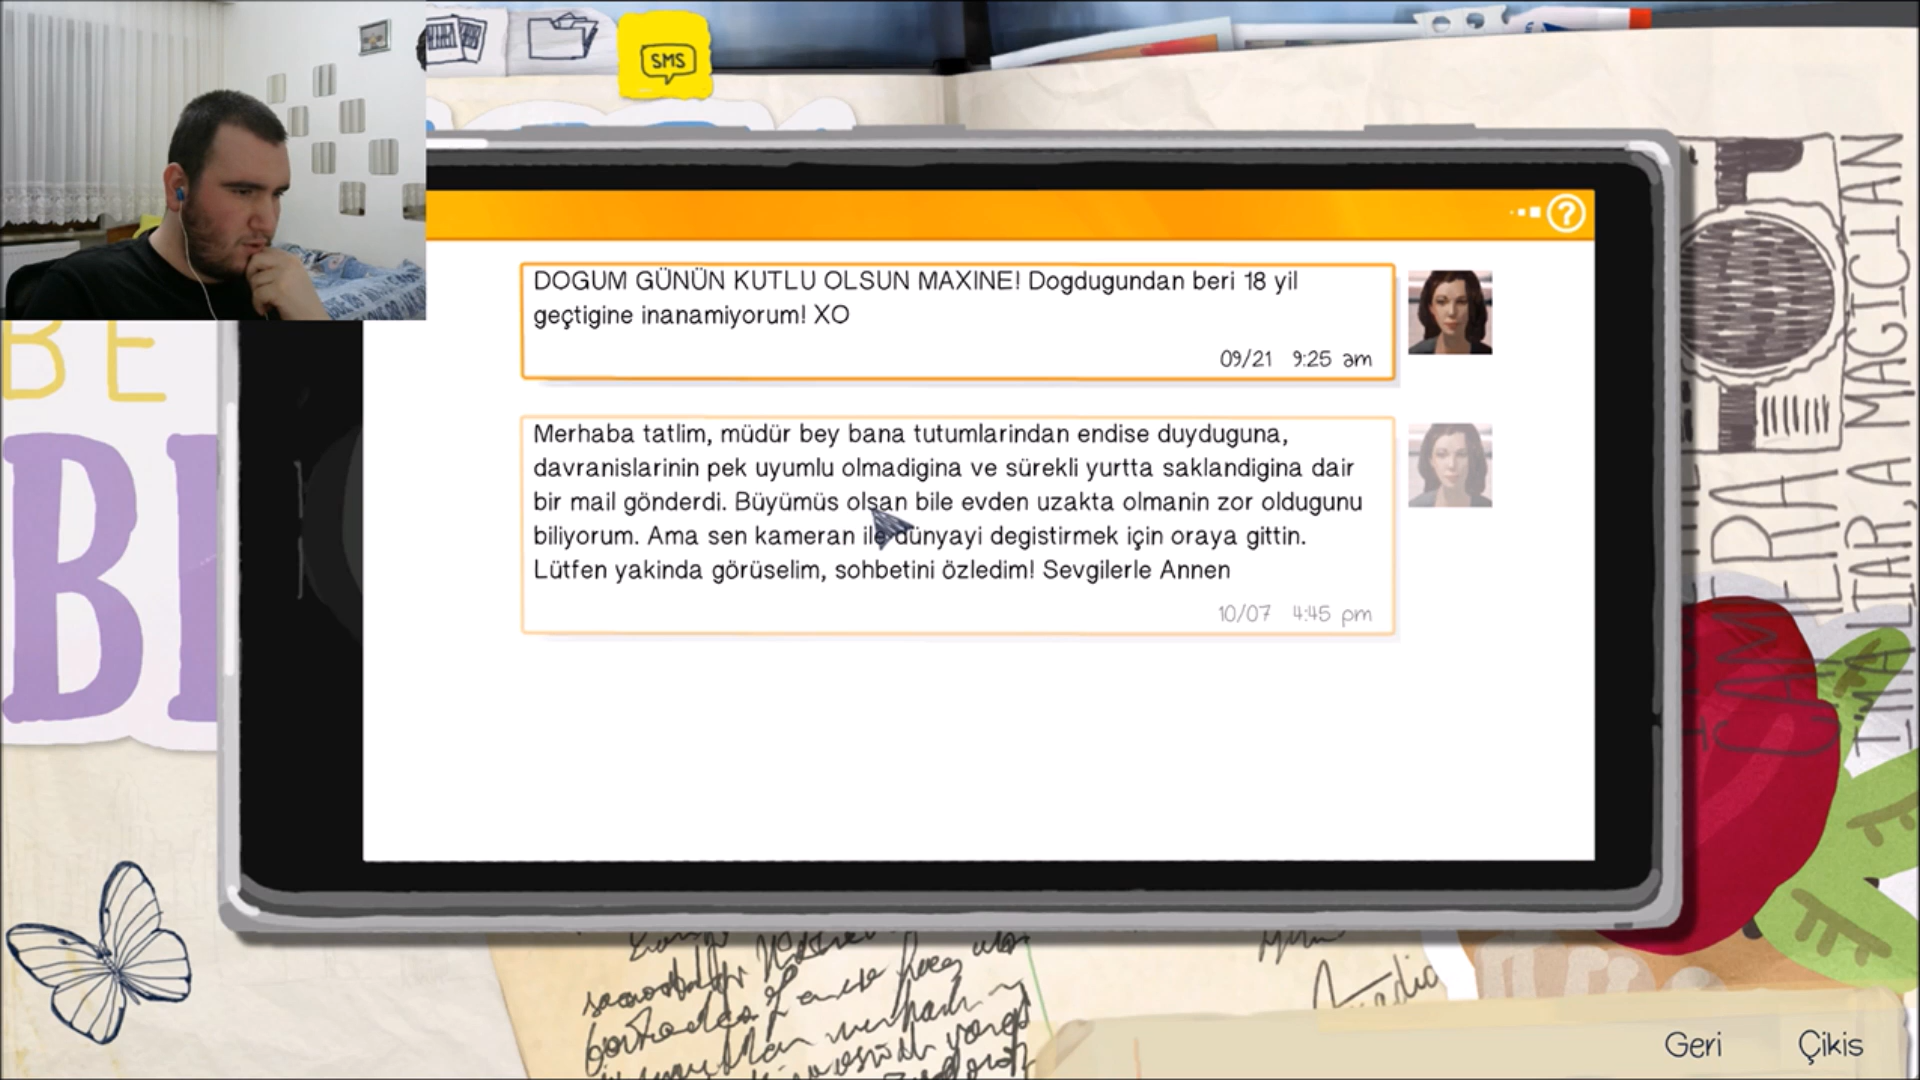 SMS
DOGUM GÜNÜN KUTLU OLSUN MAXINE! Dogdugundan beri 18 yil
geçtigine inanamiyorum! XO
09/21 9:25 am
Merhaba tatlim, müdür bey bana tutumlarindan endise duyduguna,
davranislarinin pek uyumlu olmadigina ve sürekli yurtta saklandigina dair
bir mail gönderdi. Büyümüs olsan bile evden uzakta olmanin zor oldugunu
biliyorum. Ama sen kameran ile dünyayi degistirmek için oraya gittin.
Lütfen yakinda görüselim, sohbetini özledim! Sevgilerle Annen
10/07 4:45 pm
BE
CAMERA
MAGICIAN
Geri Çikis